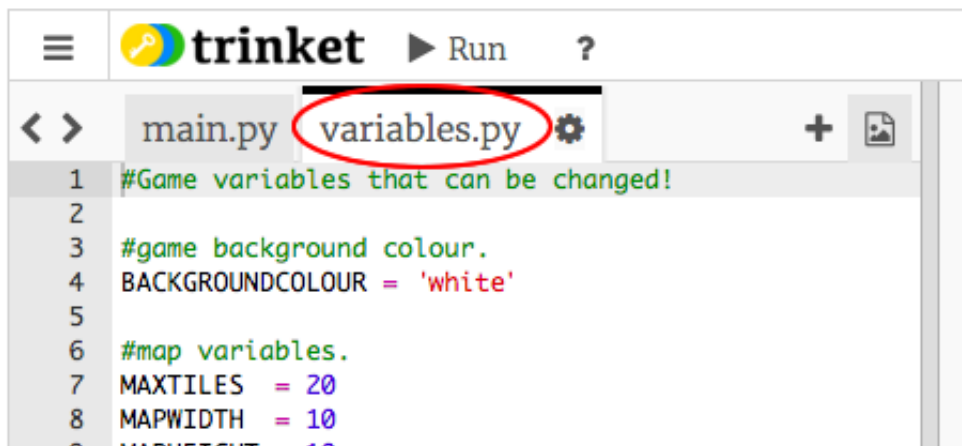 trinket Run ?
main.py variables.py
1 #Game variables that can be changed!
2
3 #game background colour.
4 BACKGROUNDCOLOUR = 'white'
5
6 #map variables.
7 MAXTILES = 20
8 MAPWIDTH = 10